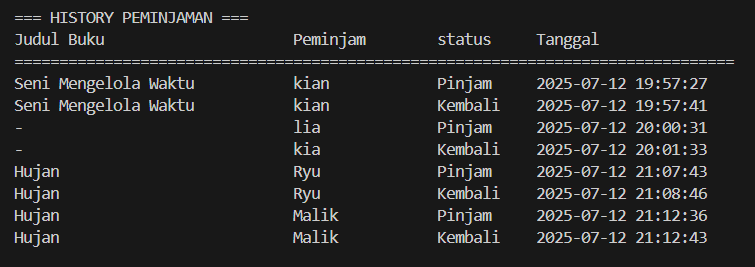 === HISTORY PEMINJAMAN ===
Judul Buku Peminjam status Tanggal
================================================================================
Seni Mengelola Waktu kian Pinjam 2025-07-12 19:57:27
Seni Mengelola Waktu kian Kembali 2025-07-12 19:57:41
- lia Pinjam 2025-07-12 20:00:31
- kia Kembali 2025-07-12 20:01:33
Hujan Ryu Pinjam 2025-07-12 21:07:43
Hujan Ryu Kembali 2025-07-12 21:08:46
Hujan Malik Pinjam 2025-07-12 21:12:36
Hujan Malik Kembali 2025-07-12 21:12:43